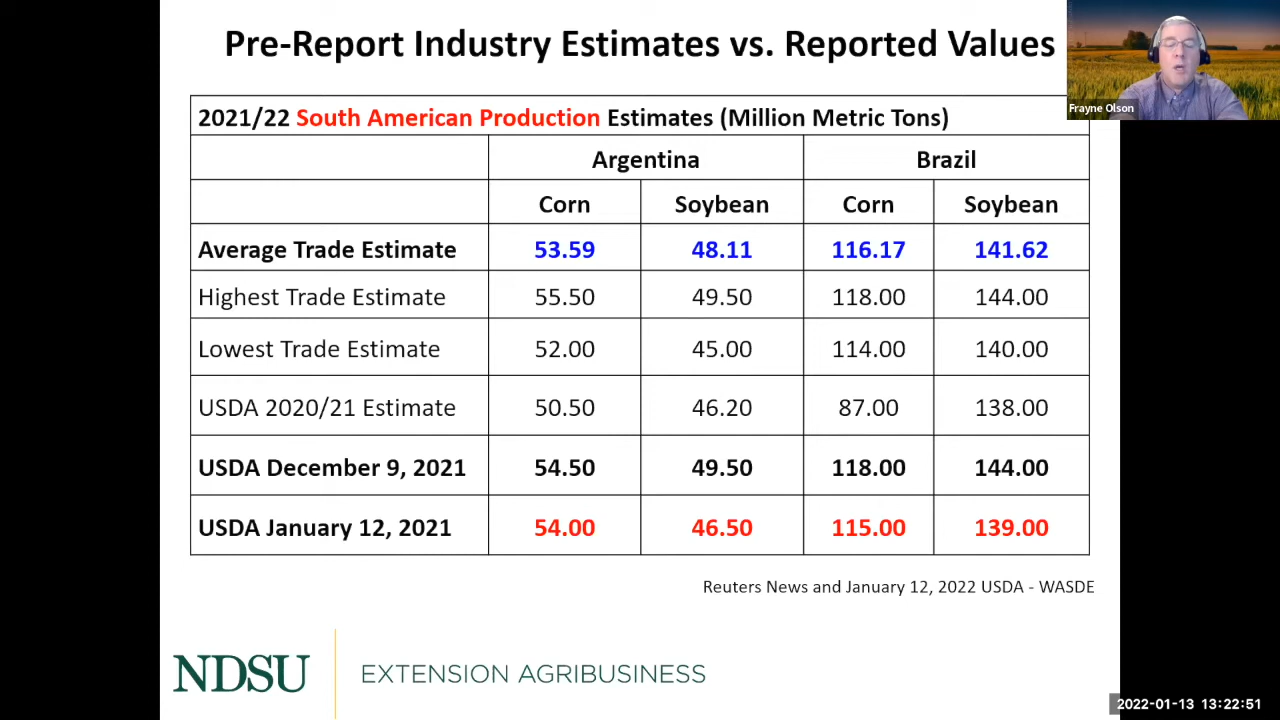 Pre-Report Industry Estimates vs. Reported Values
Frayne Olson
2021/22 South American Production Estimates (Million Metric Tons)
Argentina Brazil
Corn Soybean Corn Soybean
Average Trade Estimate 53.59 48.11 116.17 141.62
Highest Trade Estimate 55.50 49.50 118.00 144.00
Lowest Trade Estimate 52.00 45.00 114.00 140.00
USDA 2020/21 Estimate 50.50 46.20 87.00 138.00
USDA December 9, 2021 54.50 49.50 118.00 144.00
USDA January 12, 2021 54.00 46.50 115.00 139.00
Reuters News and January 12, 2022 USDA - WASDE
NDSU EXTENSION AGRIBUSINESS
2022-01-13 13:22:51